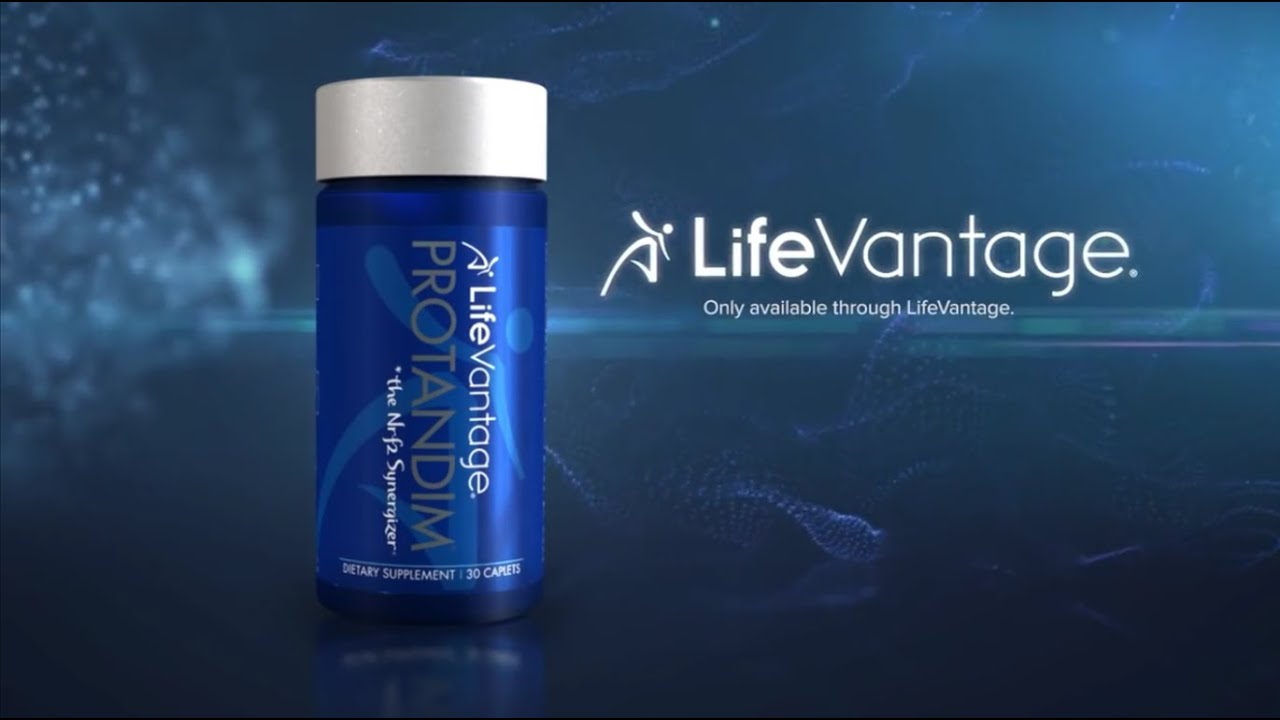 LifeVantage®
PROTANDIM
*the Nrf2 Synergizer®
DIETARY SUPPLEMENT | 30 CAPLETS
LifeVantage®
Only available through LifeVantage.